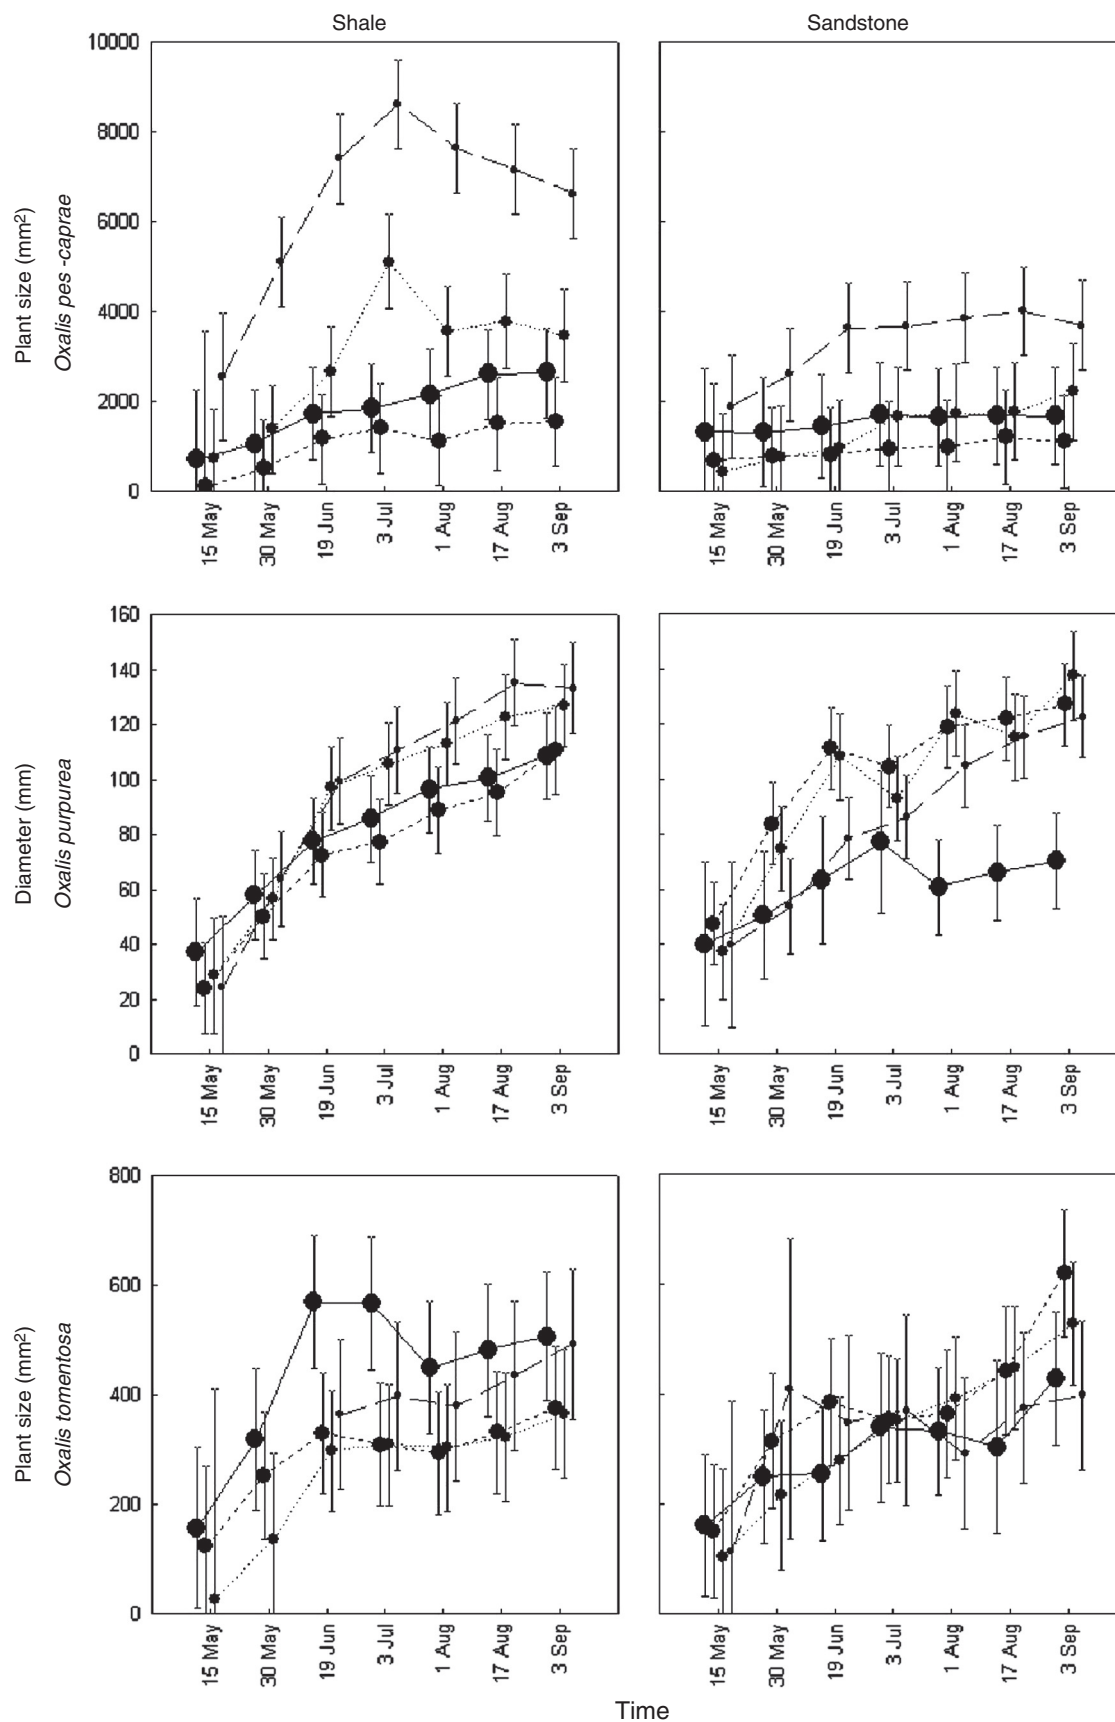 Shale
Sandstone
Plant size (mm²)
Oxalis pes -caprae
10000
8000
6000
4000
2000
0
15 May
30 May
19 Jun
3 Jul
1 Aug
17 Aug
3 Sep
15 May
30 May
19 Jun
3 Jul
1 Aug
17 Aug
3 Sep
Diameter (mm)
Oxalis purpurea
160
140
120
100
80
60
40
20
0
15 May
30 May
19 Jun
3 Jul
1 Aug
17 Aug
3 Sep
15 May
30 May
19 Jun
3 Jul
1 Aug
17 Aug
3 Sep
Plant size (mm²)
Oxalis tomentosa
800
600
400
200
0
15 May
30 May
19 Jun
3 Jul
1 Aug
17 Aug
3 Sep
15 May
30 May
19 Jun
3 Jul
1 Aug
17 Aug
3 Sep
Time